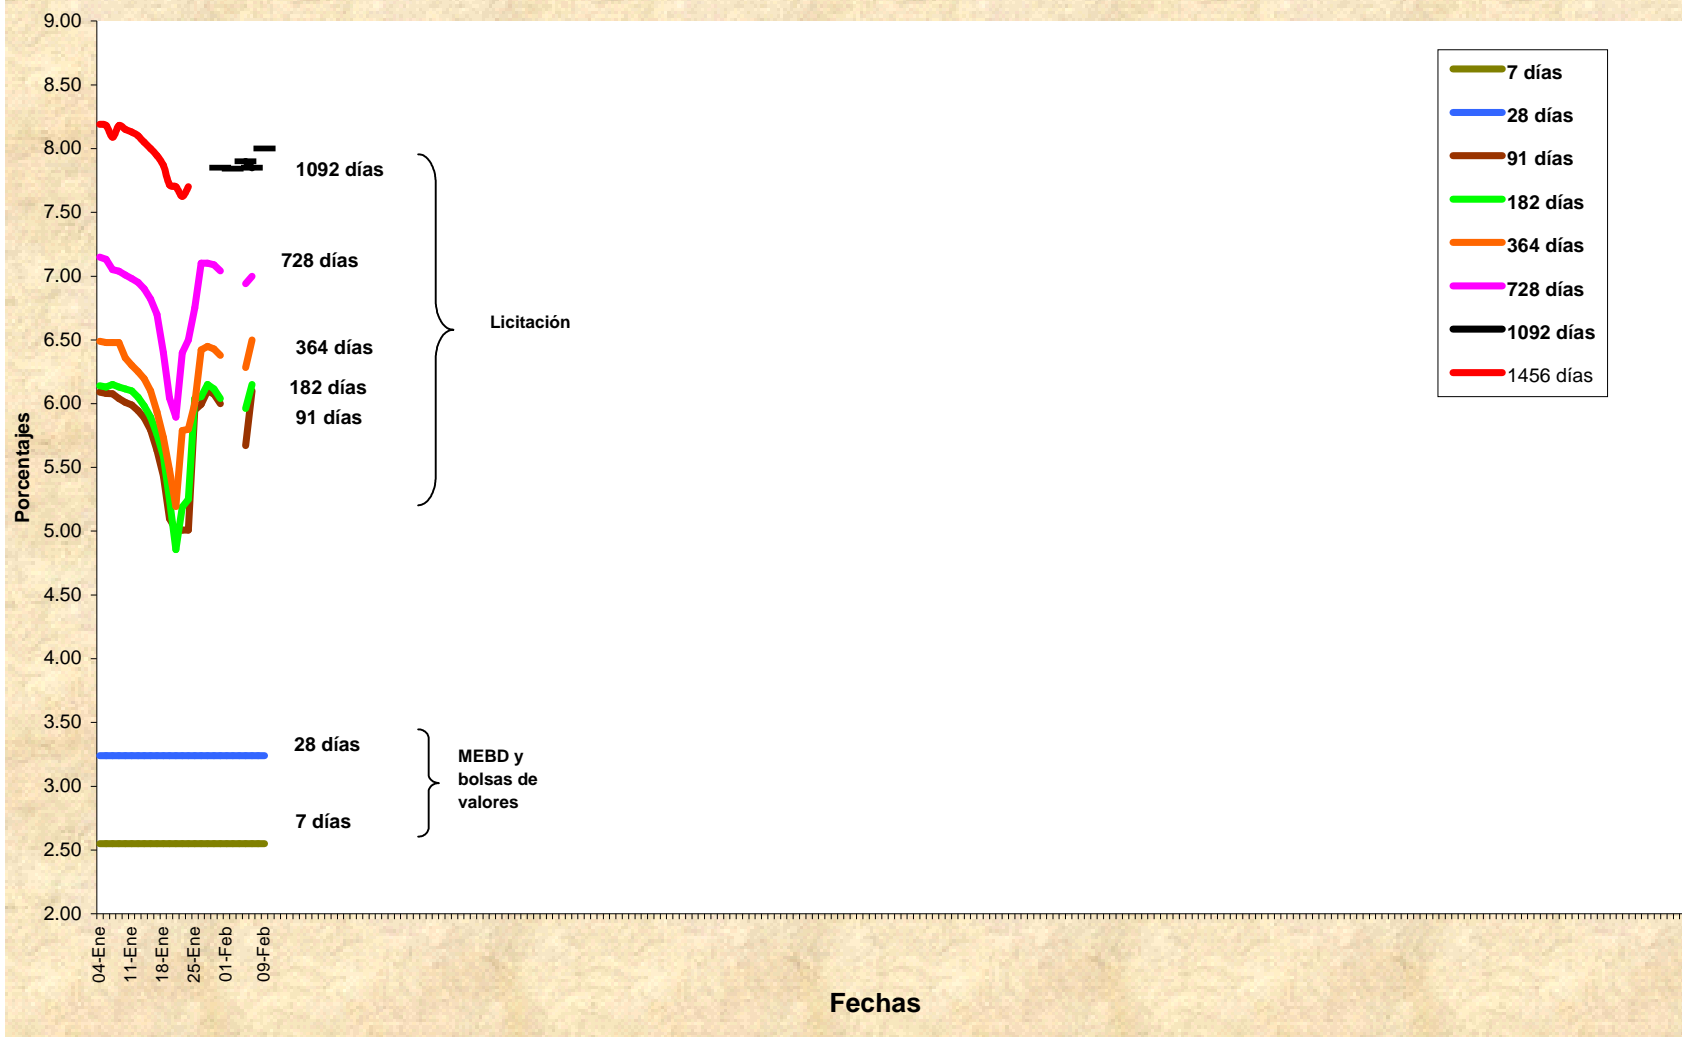 9.00
8.50
8.00
7.50
7.00
6.50
6.00
5.50
5.00
4.50
4.00
3.50
3.00
2.50
2.00
Porcentajes
04-Ene
11-Ene
18-Ene
25-Ene
01-Feb
09-Feb
Fechas
1092 días
728 días
364 días
182 días
91 días
28 días
7 días
Licitación
MEBD y
bolsas de
valores
7 días
28 días
91 días
182 días
364 días
728 días
1092 días
1456 días